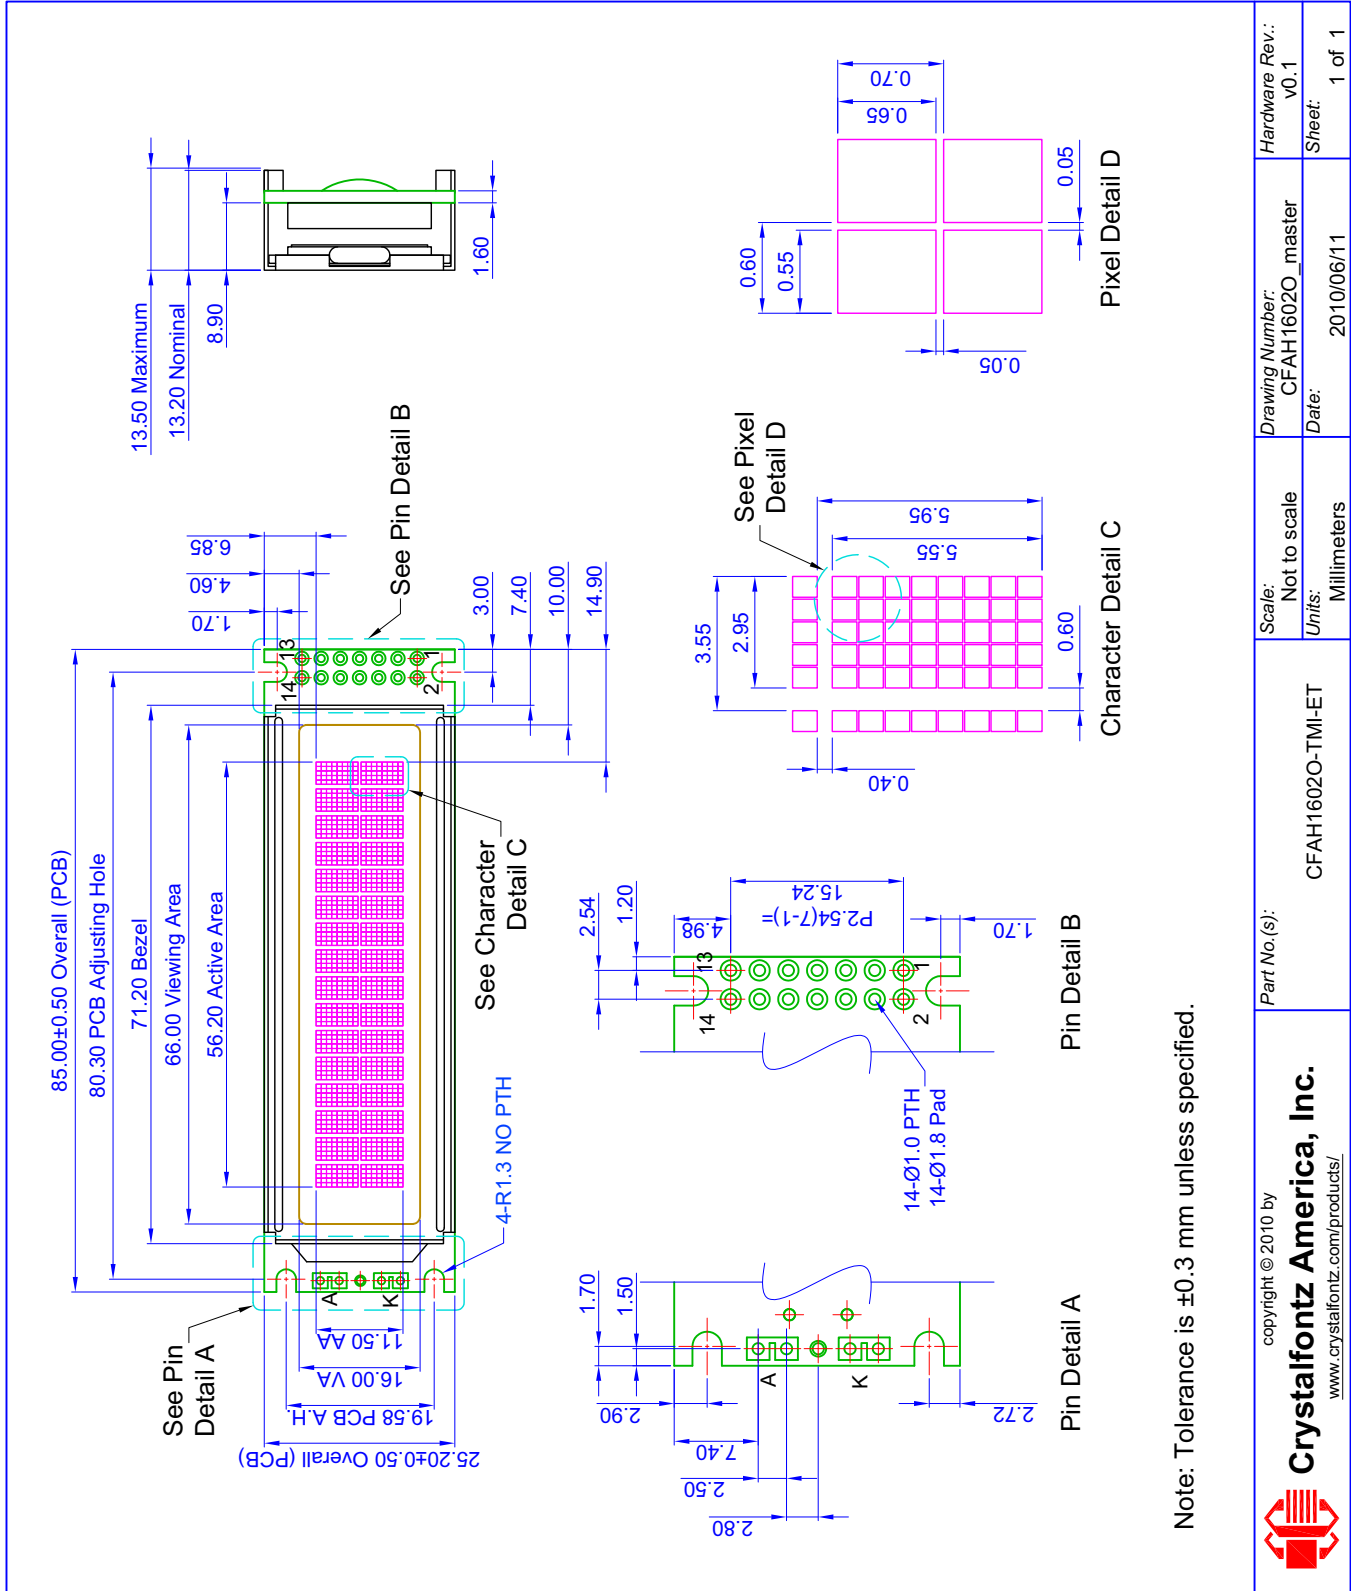 85.00±0.50 Overall (PCB)
80.30 PCB Adjusting Hole
71.20 Bezel
66.00 Viewing Area
56.20 Active Area
See Pin
Detail A
25.20±0.50 Overall (PCB)
19.58 PCB A.H.
16.00 VA
11.50 AA
A
K
4-R1.3 NO PTH
See Character
Detail C
See Pin Detail B
1.70
4.60
6.85
14
13
2
1
3.00
7.40
10.00
14.90
13.50 Maximum
13.20 Nominal
8.90
1.60
1.70
1.50
2.90
7.40
2.50
2.80
2.72
A
K
Pin Detail A
2.54
1.20
4.98
P2.54(7-1)=
15.24
1.70
14
13
2
1
14-Ø1.0 PTH
14-Ø1.8 Pad
Pin Detail B
See Pixel
Detail D
3.55
2.95
5.95
5.55
0.60
0.40
Character Detail C
0.70
0.65
0.60
0.55
0.05
0.05
Pixel Detail D
Note: Tolerance is ±0.3 mm unless specified.
copyright © 2010 by
Crystalfontz America, Inc.
www.crystalfontz.com/products/
Part No.(s):
CFAH1602O-TMI-ET
Scale:
Not to scale
Units:
Millimeters
Drawing Number:
CFAH1602O_master
Date:
2010/06/11
Hardware Rev.:
v0.1
Sheet:
1 of 1